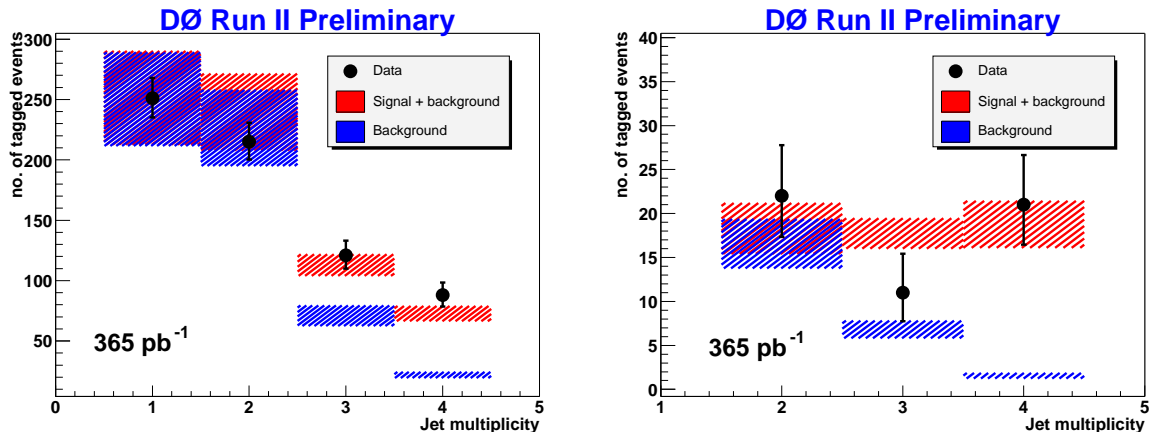 DØ Run II Preliminary
no. of tagged events
300
250
200
150
100
50
Data
Signal + background
Background
365 pb-1
0 1 2 3 4 5
Jet multiplicity
DØ Run II Preliminary
no. of tagged events
40
35
30
25
20
15
10
5
0
Data
Signal + background
Background
365 pb-1
1 2 3 4 5
Jet multiplicity